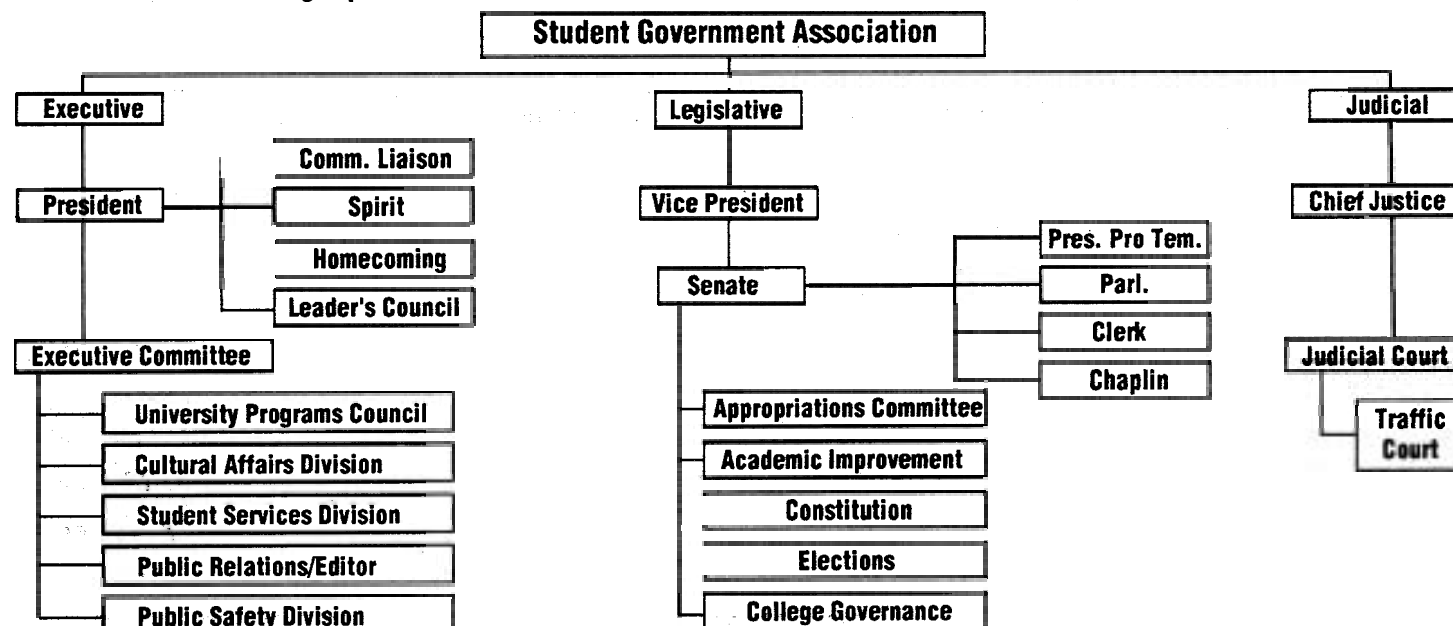 Student Government Association
Executive
Legislative
Judicial
Comm. Liaison
President
Spirit
Homecoming
Leader's Council
Executive Committee
University Programs Council
Cultural Affairs Division
Student Services Division
Public Relations/Editor
Public Safety Division
Vice President
Senate
Pres. Pro Tem.
Parl.
Clerk
Chaplin
Appropriations Committee
Academic Improvement
Constitution
Elections
College Governance
Chief Justice
Judicial Court
Traffic
Court